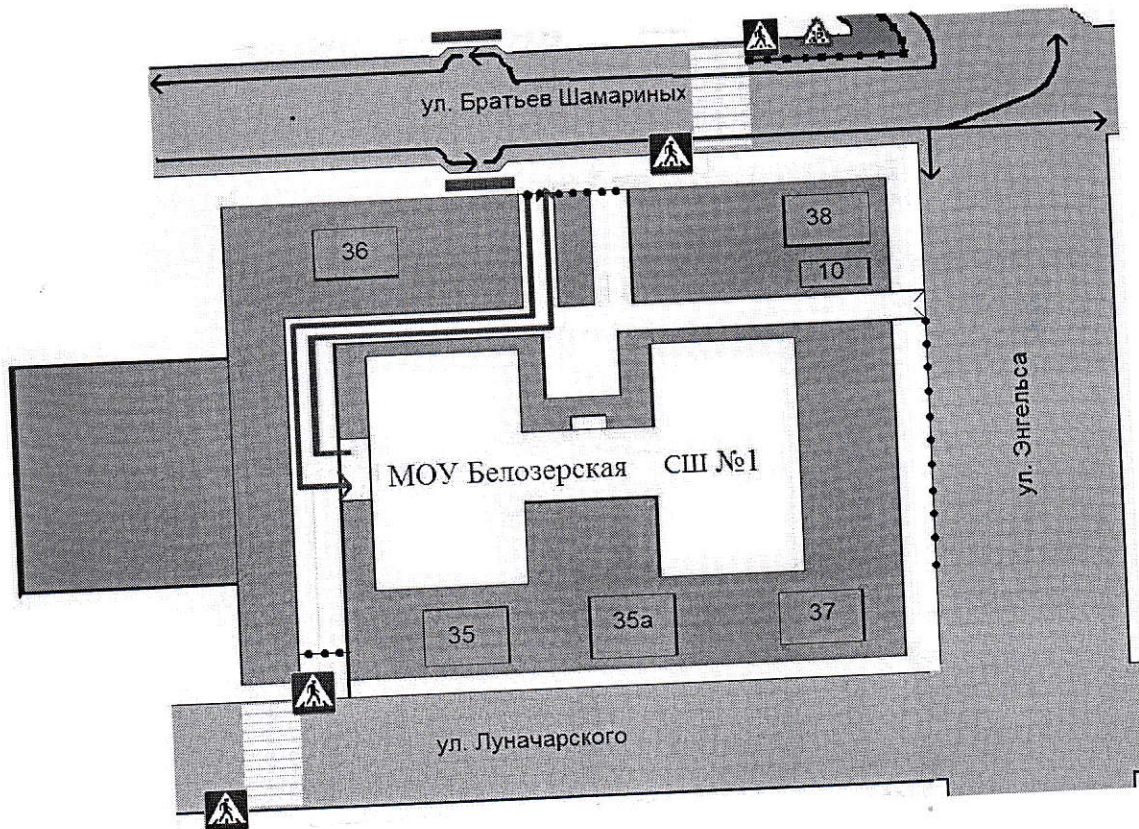 ул. Братьев Шамариных
36
38
10
ул. Энгельса
МОУ Белозерская СШ №1
35
35а
37
ул. Луначарского